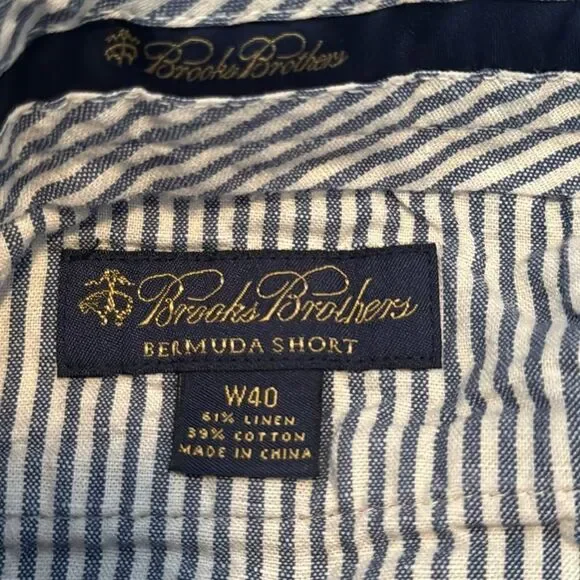 Brooks Brothers
Brooks Brothers
BERMUDA SHORT
W40
61% LINEN
39% COTTON
MADE IN CHINA